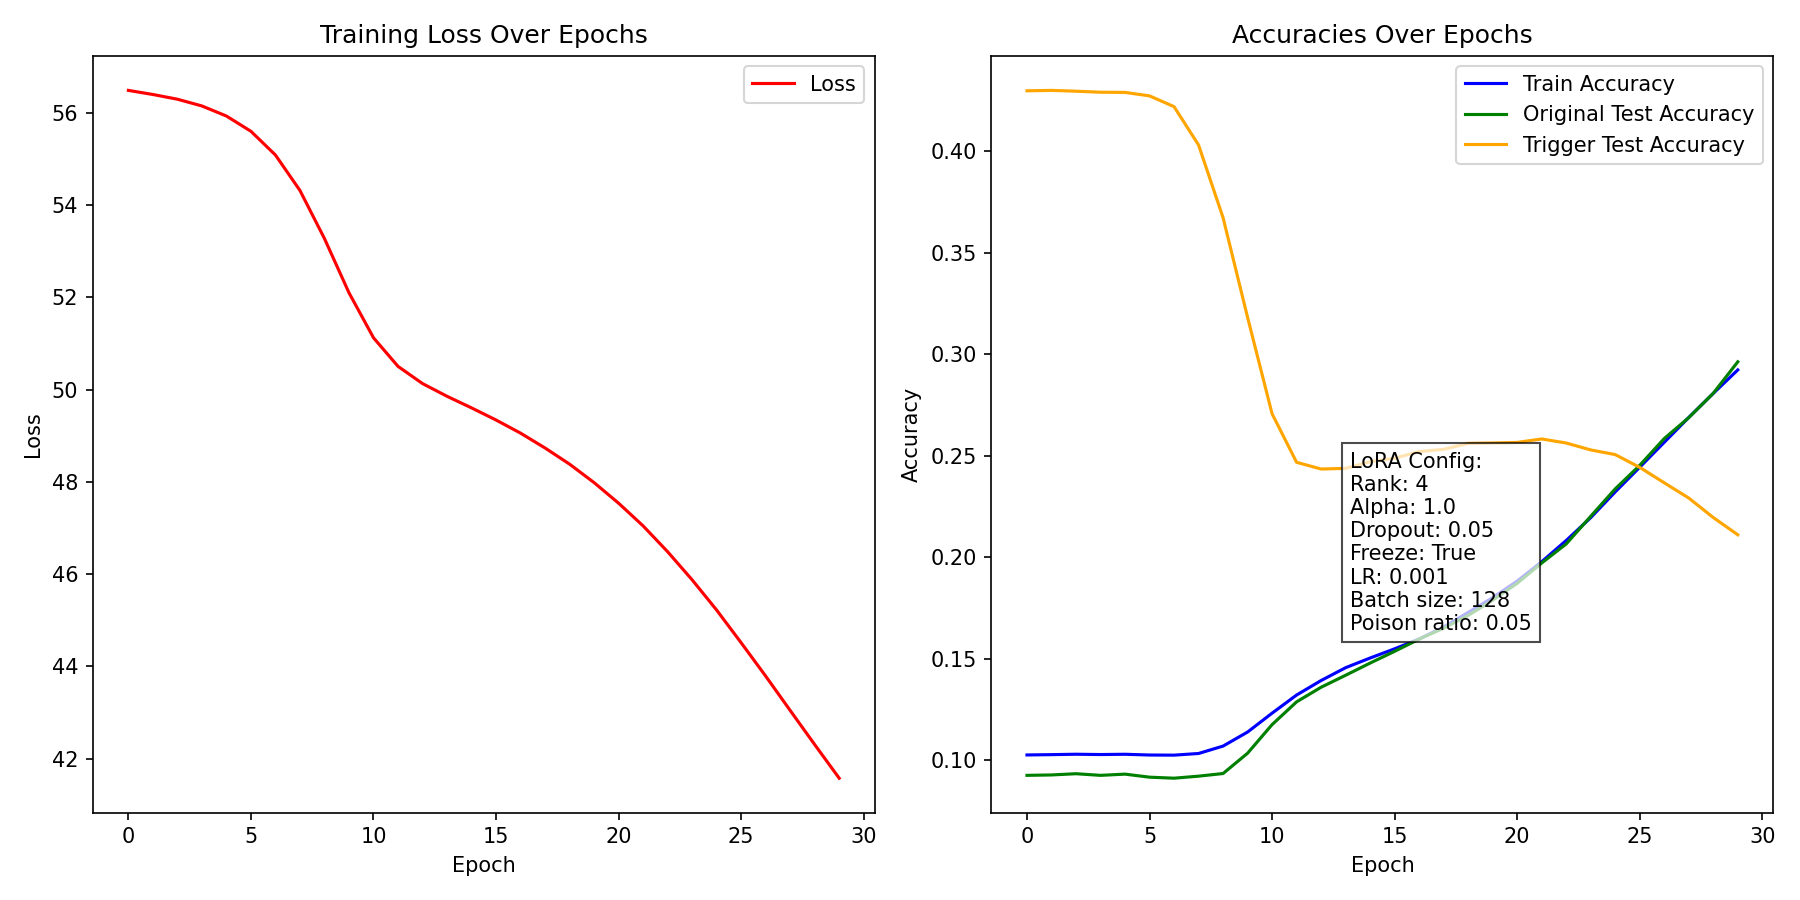 Training Loss Over Epochs
Loss
56
54
52
50
48
46
44
42
Loss
0
5
10
15
20
25
30
Epoch
Accuracies Over Epochs
Train Accuracy
Original Test Accuracy
Trigger Test Accuracy
0.40
0.35
0.30
0.25
0.20
0.15
0.10
Accuracy
LoRA Config:
Rank: 4
Alpha: 1.0
Dropout: 0.05
Freeze: True
LR: 0.001
Batch size: 128
Poison ratio: 0.05
0
5
10
15
20
25
30
Epoch